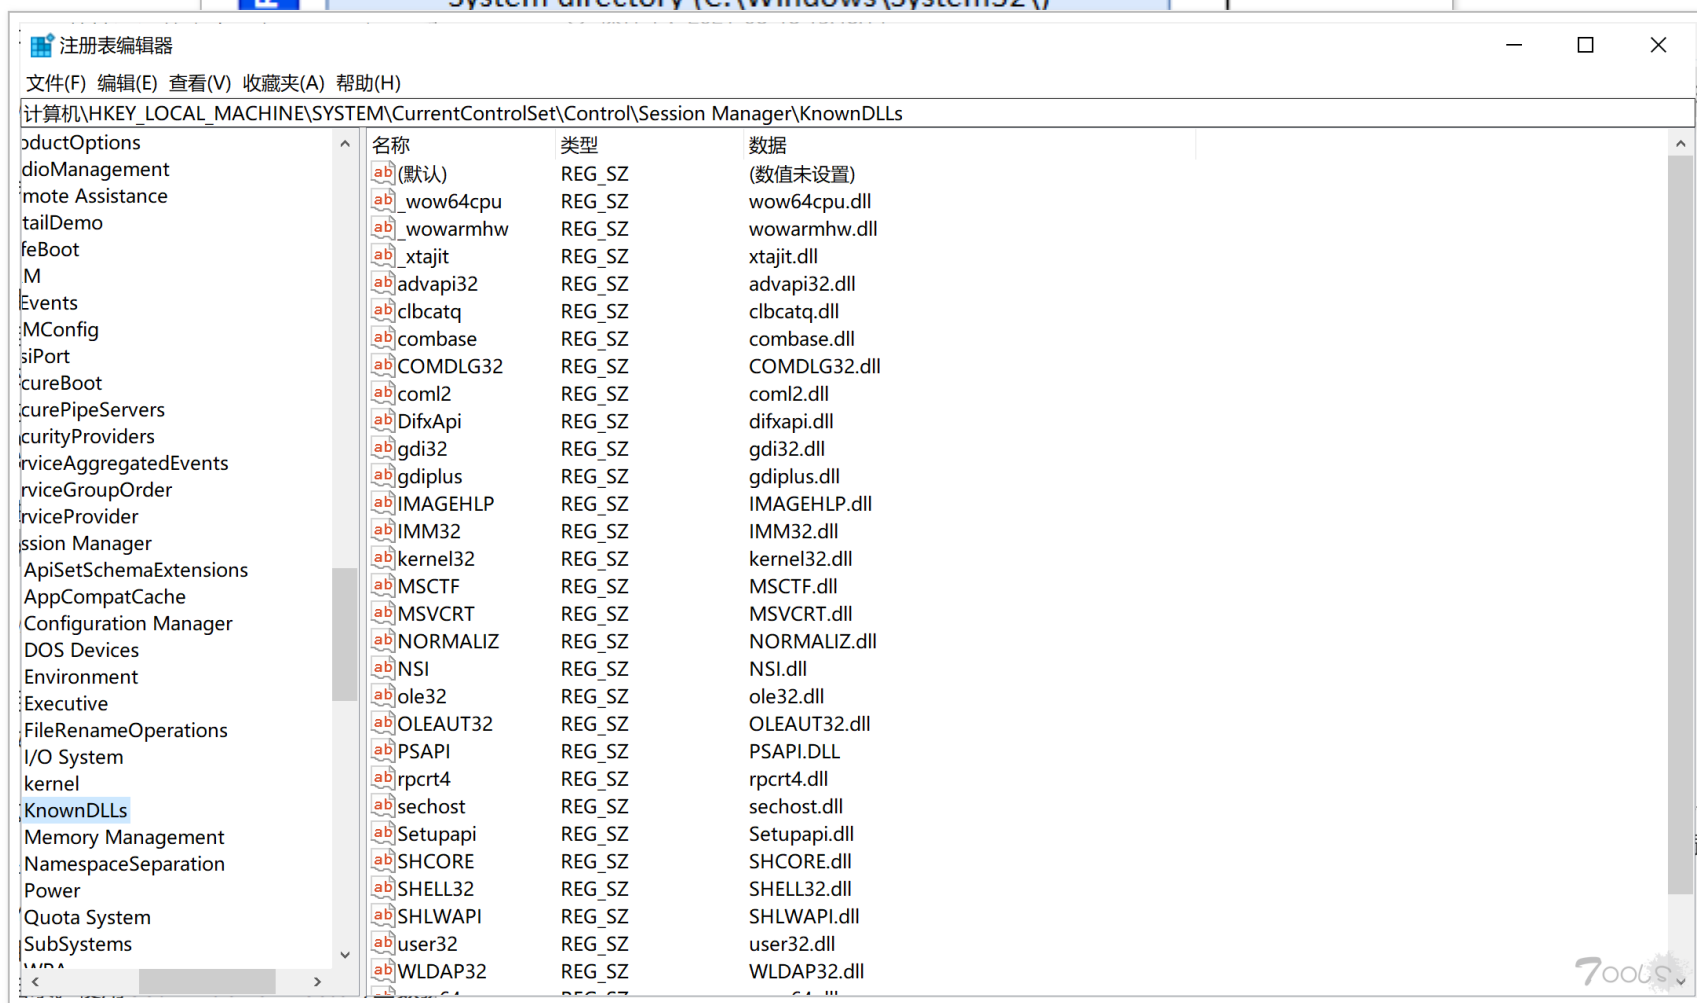 System directory (C:\Windows\System32\)
注册表编辑器
文件(F) 编辑(E) 查看(V) 收藏夹(A) 帮助(H)
计算机\HKEY_LOCAL_MACHINE\SYSTEM\CurrentControlSet\Control\Session Manager\KnownDLLs
oductOptions
dioManagement
mote Assistance
tailDemo
feBoot
M
Events
MConfig
siPort
cureBoot
curePipeServers
curityProviders
rviceAggregatedEvents
rviceGroupOrder
rviceProvider
ssion Manager
ApiSetSchemaExtensions
AppCompatCache
Configuration Manager
DOS Devices
Environment
Executive
FileRenameOperations
I/O System
kernel
KnownDLLs
Memory Management
NamespaceSeparation
Power
Quota System
SubSystems
名称 类型 数据
(默认) REG_SZ (数值未设置)
_wow64cpu REG_SZ wow64cpu.dll
_wowarmhw REG_SZ wowarmhw.dll
_xtajit REG_SZ xtajit.dll
advapi32 REG_SZ advapi32.dll
clbcatq REG_SZ clbcatq.dll
combase REG_SZ combase.dll
COMDLG32 REG_SZ COMDLG32.dll
coml2 REG_SZ coml2.dll
DifxApi REG_SZ difxapi.dll
gdi32 REG_SZ gdi32.dll
gdiplus REG_SZ gdiplus.dll
IMAGEHLP REG_SZ IMAGEHLP.dll
IMM32 REG_SZ IMM32.dll
kernel32 REG_SZ kernel32.dll
MSCTF REG_SZ MSCTF.dll
MSVCRT REG_SZ MSVCRT.dll
NORMALIZ REG_SZ NORMALIZ.dll
NSI REG_SZ NSI.dll
ole32 REG_SZ ole32.dll
OLEAUT32 REG_SZ OLEAUT32.dll
PSAPI REG_SZ PSAPI.DLL
rpcrt4 REG_SZ rpcrt4.dll
sechost REG_SZ sechost.dll
Setupapi REG_SZ Setupapi.dll
SHCORE REG_SZ SHCORE.dll
SHELL32 REG_SZ SHELL32.dll
SHLWAPI REG_SZ SHLWAPI.dll
user32 REG_SZ user32.dll
WLDAP32 REG_SZ WLDAP32.dll
7ooLS